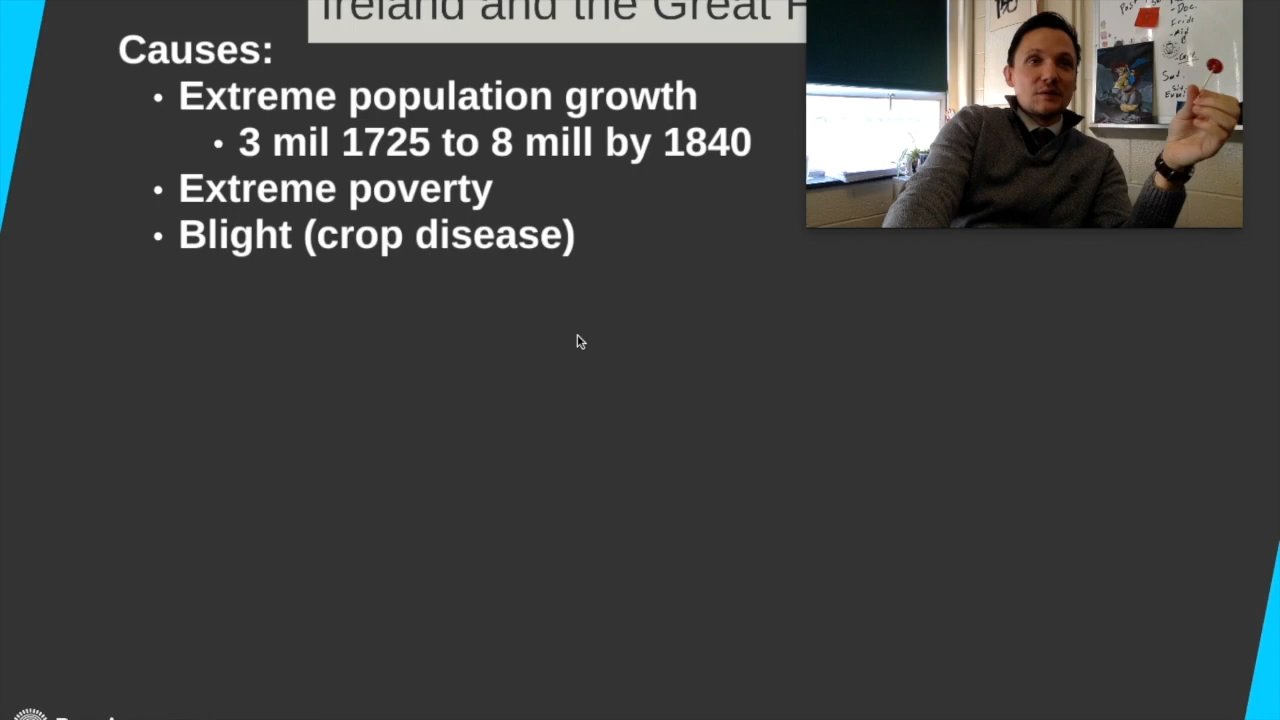 Ireland and the Great
Causes:
• Extreme population growth
• 3 mil 1725 to 8 mill by 1840
• Extreme poverty
• Blight (crop disease)